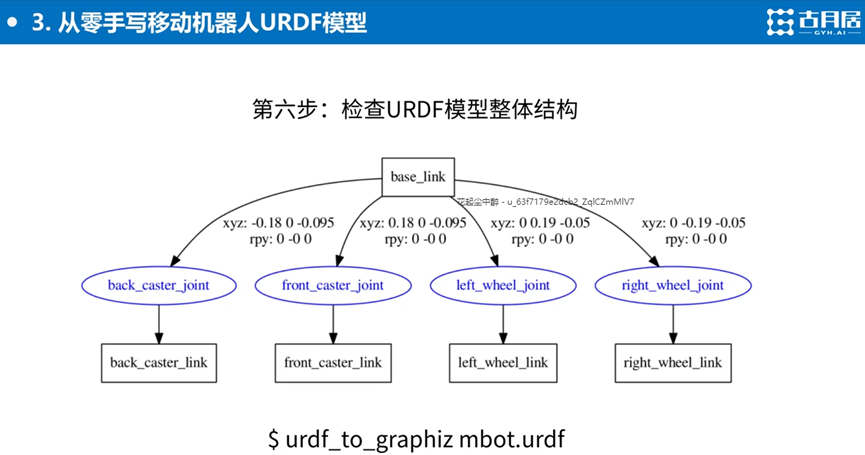 • 3. 从零手写移动机器人URDF模型
古月居
GYH.AI
第六步：检查URDF模型整体结构
base_link
花起尘中醉 - u_63f7179e2dcb2_ZqlCZmMlV7
xyz: -0.18 0 -0.095
rpy: 0 -0 0
xyz: 0.18 0 -0.095
rpy: 0 -0 0
xyz: 0 0.19 -0.05
rpy: 0 -0 0
xyz: 0 -0.19 -0.05
rpy: 0 -0 0
back_caster_joint
front_caster_joint
left_wheel_joint
right_wheel_joint
back_caster_link
front_caster_link
left_wheel_link
right_wheel_link
$ urdf_to_graphiz mbot.urdf